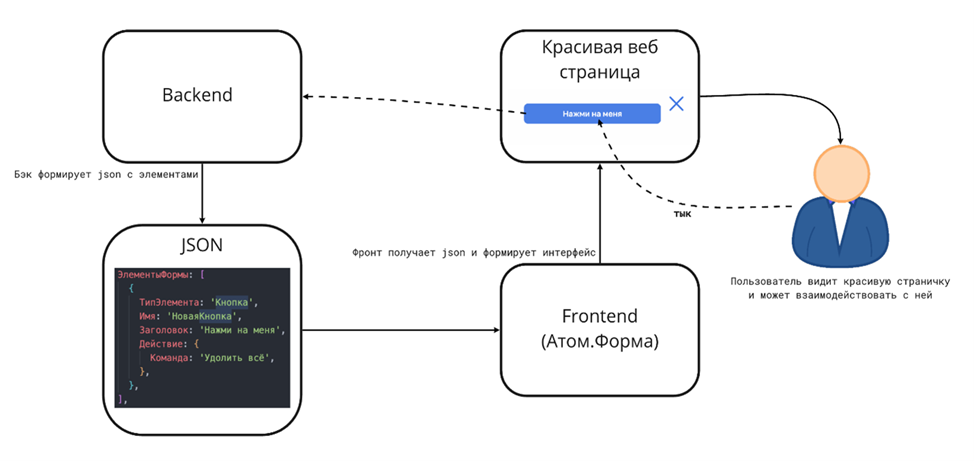 Backend
Бэк формирует json с элементами
JSON
ЭлементыФормы: [
{
ТипЭлемента: 'Кнопка',
Имя: 'НоваяКнопка',
Заголовок: 'Нажми на меня',
Действие: {
Команда: 'Удолить всё',
},
},
],
Frontend
(Атом.Форма)
Фронт получает json и формирует интерфейс
Красивая веб
страница
Нажми на меня
тык
Пользователь видит красивую страничку
и может взаимодействовать с ней